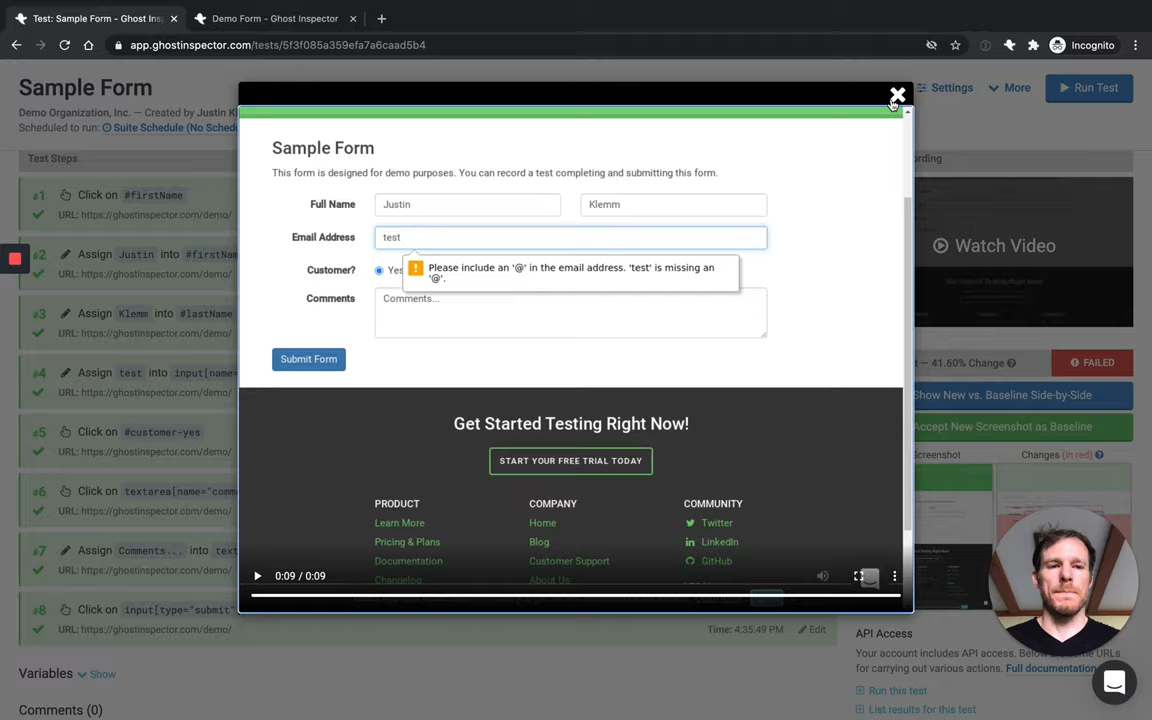 Test: Sample Form - Ghost Ins
Demo Form - Ghost Inspector
app.ghostinspector.com/tests/5f3f085a359efa7a6caad5b4
Incognito
Sample Form
Settings
More
Run Test
Demo Organization, Inc. — Created by Justin Kl
Scheduled to run: Suite Schedule (No Sched
Test Steps
#1 Click on #firstName
URL: https://ghostinspector.com/demo/
#2 Assign Justin into #firstNam
URL: https://ghostinspector.com/demo/
#3 Assign Klemm into #lastName
URL: https://ghostinspector.com/demo/
#4 Assign test into input[name=
URL: https://ghostinspector.com/demo/
#5 Click on #customer-yes
URL: https://ghostinspector.com/demo/
#6 Click on textarea[name="comm
URL: https://ghostinspector.com/demo/
#7 Assign Comments... into text
URL: https://ghostinspector.com/demo/
#8 Click on input[type="submit"
URL: https://ghostinspector.com/demo/
Time: 4:35:49 PM
Edit
Variables Show
Comments (0)
Sample Form
This form is designed for demo purposes. You can record a test completing and submitting this form.
Full Name Justin Klemm
Email Address test
Please include an '@' in the email address. 'test' is missing an
'@'.
Customer? Yes
Comments Comments...
Submit Form
Get Started Testing Right Now!
START YOUR FREE TRIAL TODAY
PRODUCT COMPANY COMMUNITY
Learn More Home Twitter
Pricing & Plans Blog LinkedIn
Documentation Customer Support GitHub
Changelog About Us
0:09 / 0:09
ording
Watch Video
t — 41.60% Change
FAILED
Show New vs. Baseline Side-by-Side
Accept New Screenshot as Baseline
Screenshot Changes (in red)
API Access
Your account includes API access. Below URLs
for carrying out various actions. Full documentation
Run this test
List results for this test